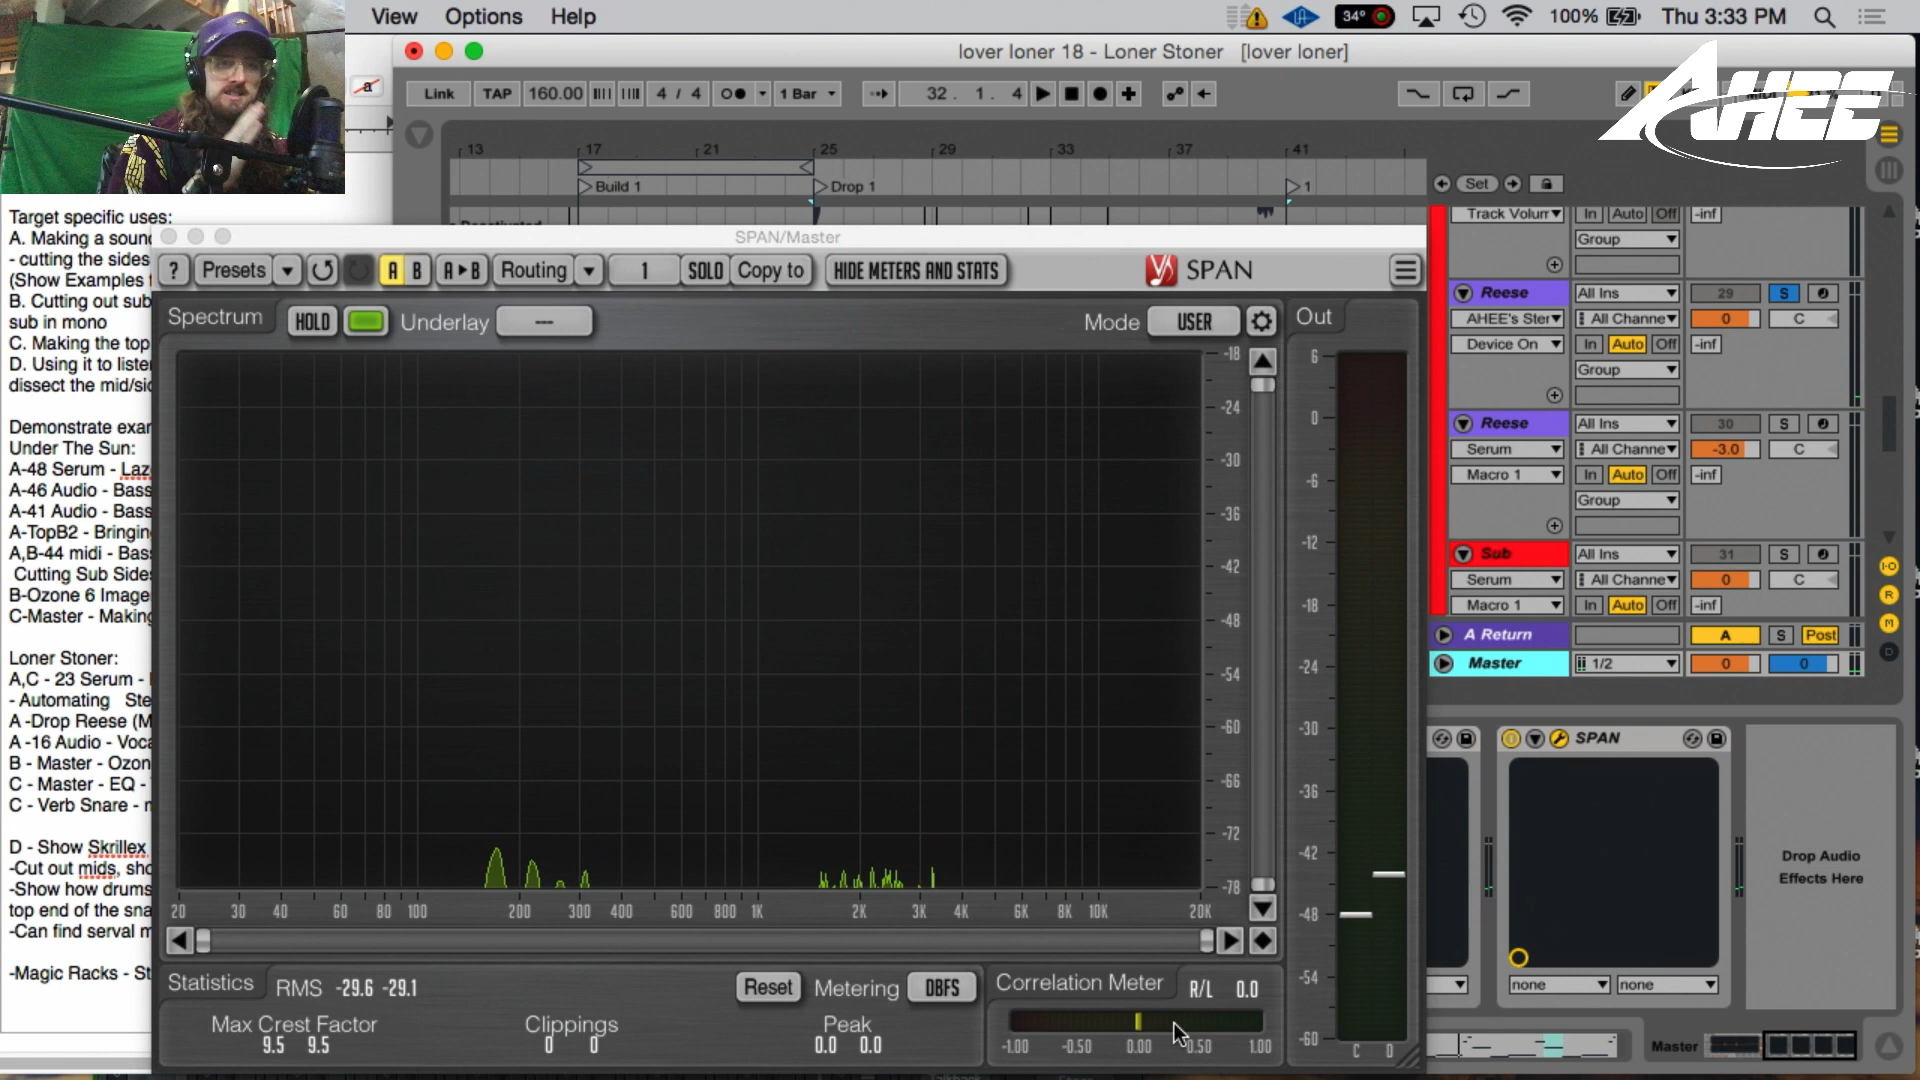 View Options Help
34° 100% Thu 3:33 PM
lover loner 18 - Loner Stoner [lover loner]
AHEE
a
Link TAP 160.00 4 / 4 1 Bar 32. 1. 4
13 17 21 25 29 33 37 41
Build 1 Drop 1 1
Set
Target specific uses:
A. Making a sound
- cutting the sides
(Show Examples
B. Cutting out sub
sub in mono
C. Making the top
D. Using it to liste
dissect the mid/sid
Demonstrate exar
Under The Sun:
A-48 Serum - Laze
A-46 Audio - Bass
A-41 Audio - Bass
A-TopB2 - Bringin
A,B-44 midi - Bass
Cutting Sub Sides
B-Ozone 6 Image
C-Master - Making
Loner Stoner:
A,C - 23 Serum -
- Automating Ste
A -Drop Reese (M
A -16 Audio - Voca
B - Master - Ozon
C - Master - EQ -
C - Verb Snare - n
D - Show Skrillex
-Cut out mids, sho
-Show how drums
top end of the sna
-Can find serval m
-Magic Racks - St
SPAN/Master
? Presets A B A▸B Routing 1 SOLO Copy to HIDE METERS AND STATS SPAN
Spectrum HOLD Underlay --- Mode USER Out
-18
-24
-30
-36
-42
-48
-54
-60
-66
-72
-78
20 30 40 60 80 100 200 300 400 600 800 1K 2K 3K 4K 6K 8K 10K 20K
6
0
-6
-12
-18
-24
-30
-36
-42
-48
-54
-60
C D
Statistics RMS -29.6 -29.1 Reset Metering DBFS Correlation Meter R/L 0.0
Max Crest Factor Clippings Peak
9.5 9.5 0 0 0.0 0.0
-1.00 -0.50 0.00 0.50 1.00
Track Volum In Auto Off -inf
Group
Reese All Ins 29 S
AHEE's Ster All Channe 0 C
Device On In Auto Off -inf
Group
Reese All Ins 30 S
Serum All Channe -3.0 C
Macro 1 In Auto Off -inf
Group
Sub All Ins 31 S
Serum All Channe 0 C
Macro 1 In Auto Off -inf
A Return A S Post
Master 1/2 0 0
I-O
R
M
D
SPAN
none none
Drop Audio
Effects Here
Master